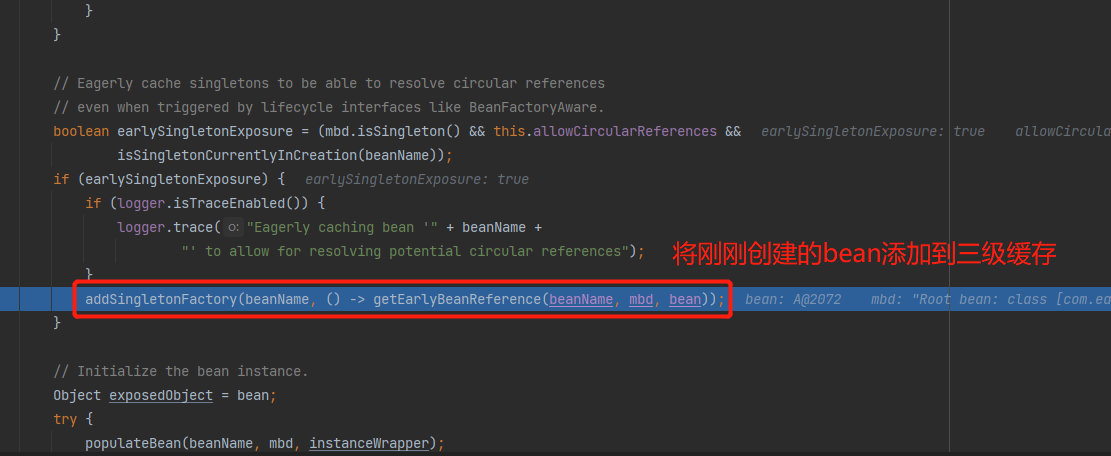 }
}
// Eagerly cache singletons to be able to resolve circular references
// even when triggered by lifecycle interfaces like BeanFactoryAware.
boolean earlySingletonExposure = (mbd.isSingleton() && this.allowCircularReferences && earlySingletonExposure: true allowCircula
isSingletonCurrentlyInCreation(beanName));
if (earlySingletonExposure) { earlySingletonExposure: true
if (logger.isTraceEnabled()) {
logger.trace( o: "Eagerly caching bean '" + beanName +
"' to allow for resolving potential circular references");
将刚刚创建的bean添加到三级缓存
}
addSingletonFactory(beanName, () -> getEarlyBeanReference(beanName, mbd, bean)); bean: A@2072 mbd: "Root bean: class [com.ea
}
// Initialize the bean instance.
Object exposedObject = bean;
try {
populateBean(beanName, mbd, instanceWrapper);